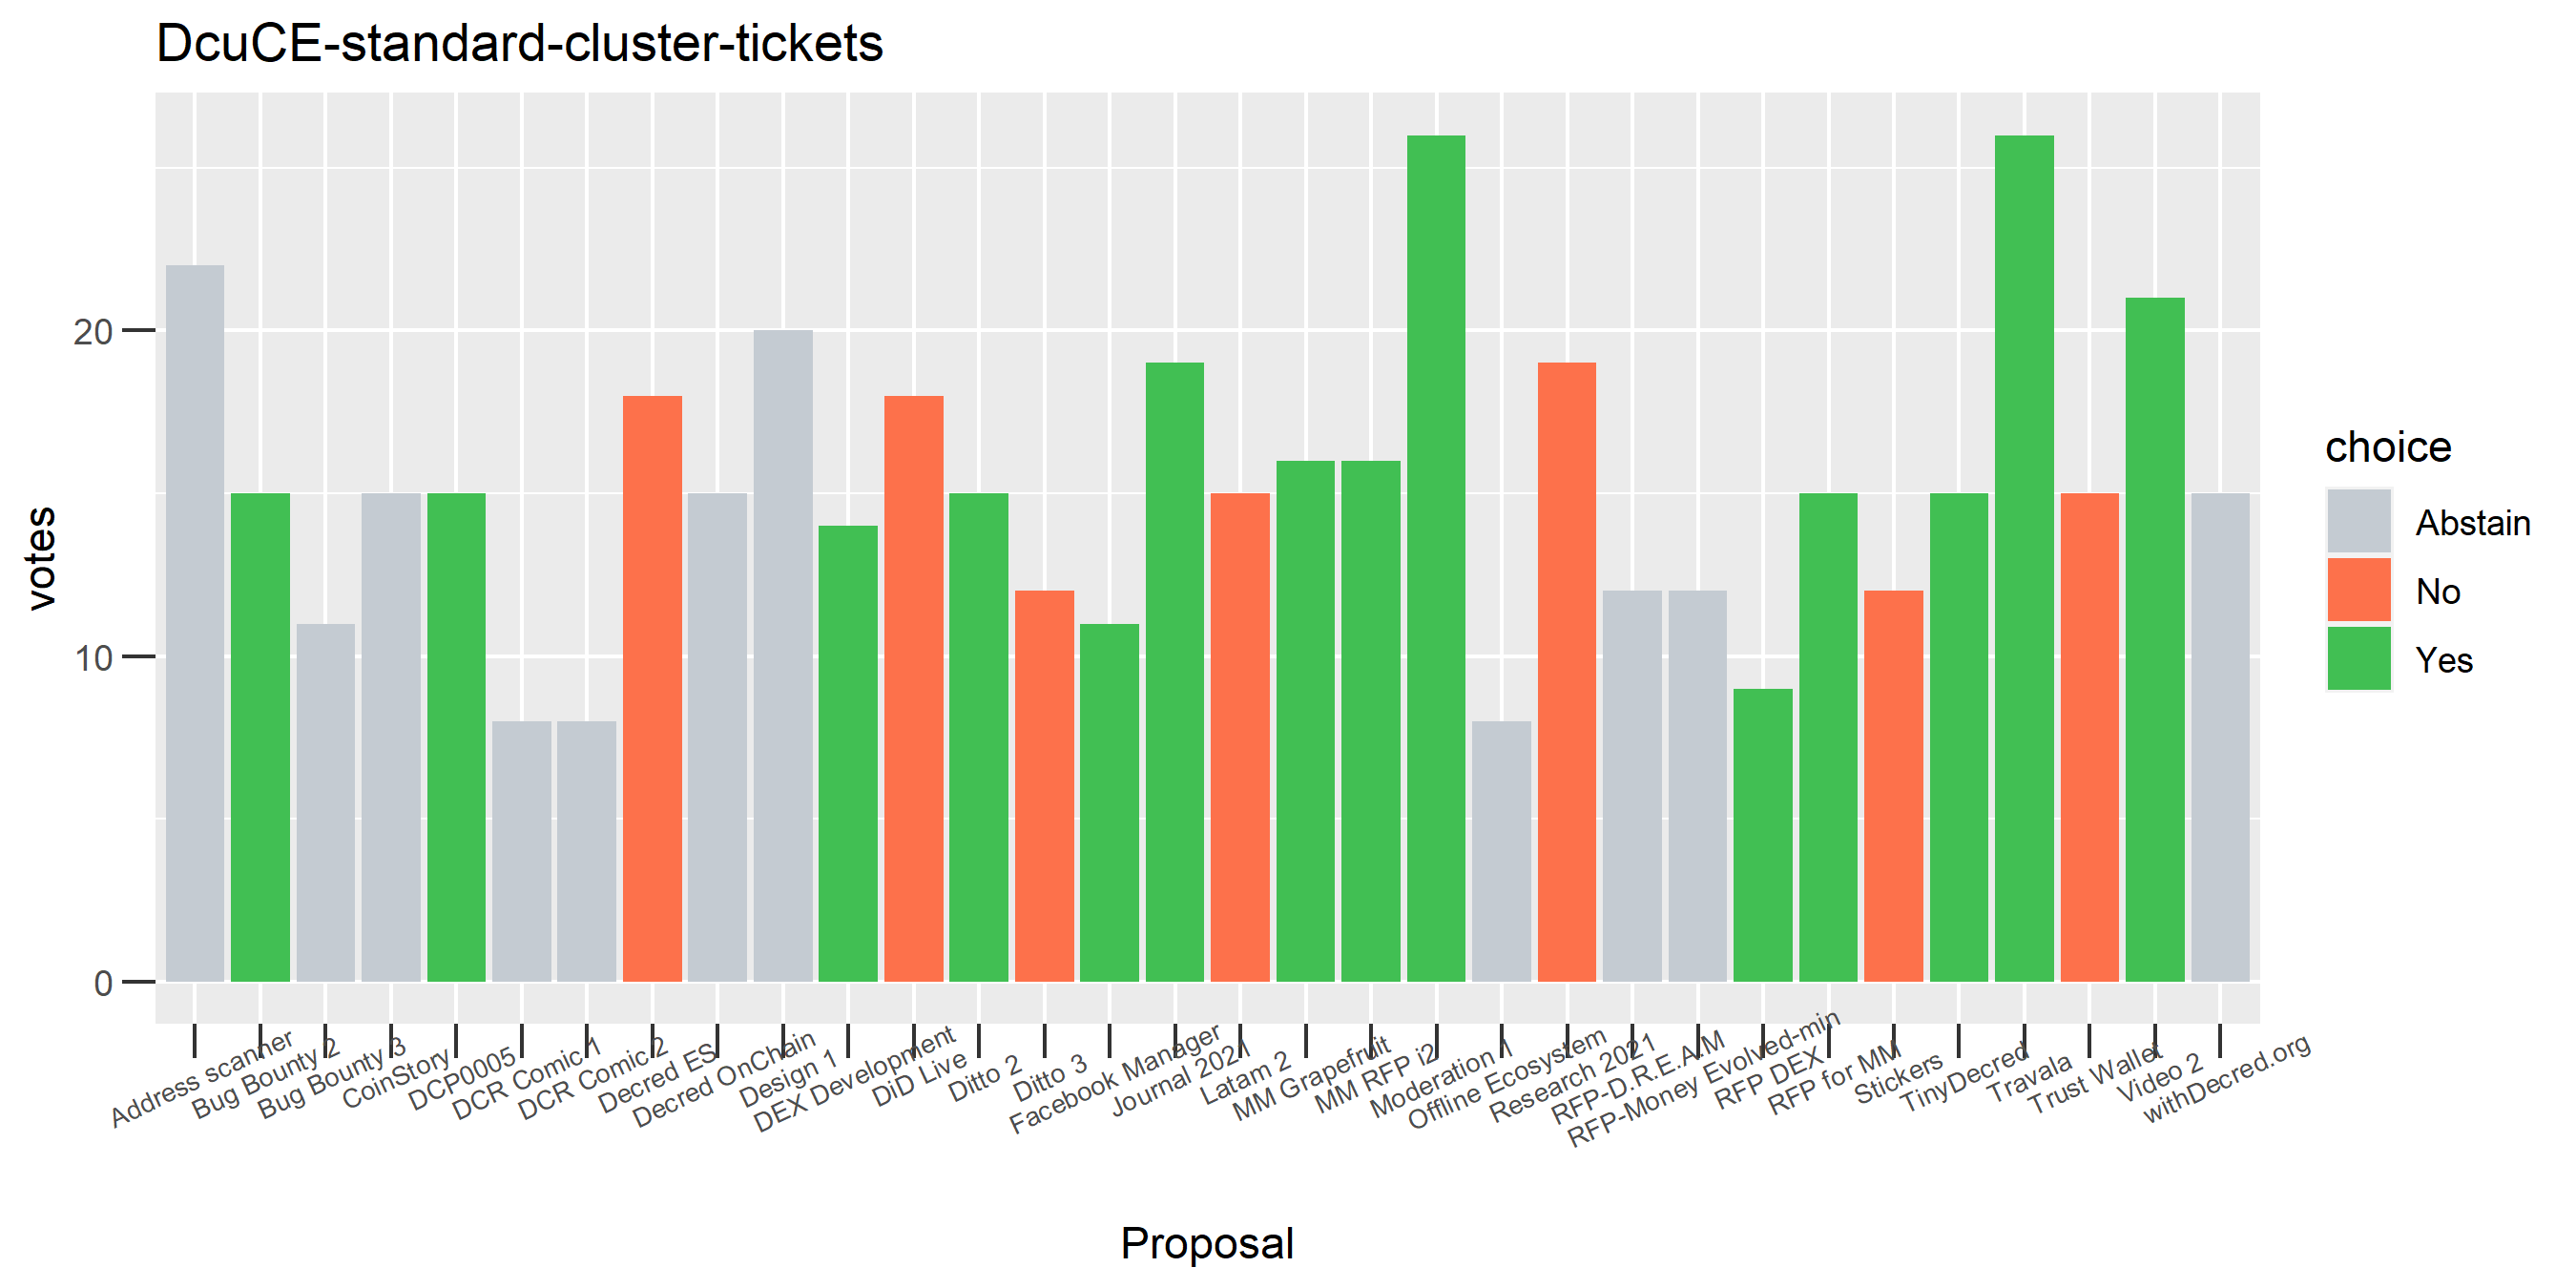 DcuCE-standard-cluster-tickets
votes
20
10
0
Address scanner
Bug Bounty 2
Bug Bounty 3
CoinStory
DCP0005
DCR Comic 1
DCR Comic 2
Decred ES
Decred OnChain
Design 1
DEX Development
DiD Live
Ditto 2
Ditto 3
Facebook Manager
Journal 2021
Latam 2
MM Grapefruit
MM RFP i2
Moderation 1
Offline Ecosystem
Research 2021
RFP-D.R.E.A.M
RFP-Money Evolved-min
RFP DEX
RFP for MM
Stickers
TinyDecred
Travala
Trust Wallet
Video 2
withDecred.org
Proposal
choice
Abstain
No
Yes